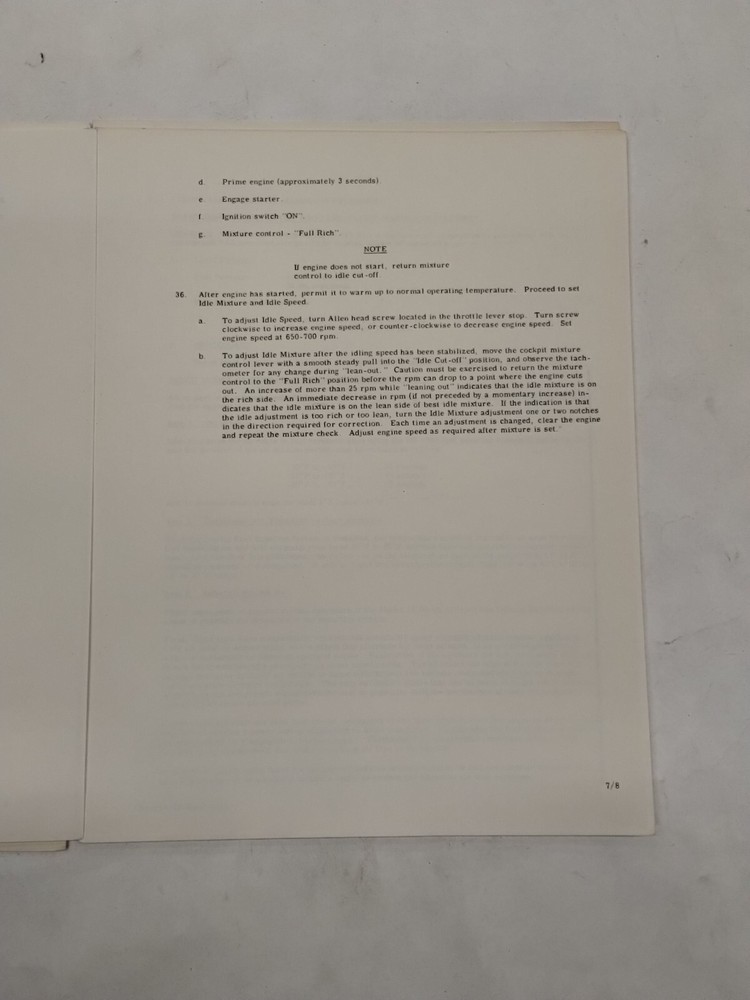 d. Prime engine (approximately 3 seconds).
e. Engage starter.
f. Ignition switch "ON".
g. Mixture control - "Full Rich".
NOTE
If engine does not start, return mixture
control to idle cut-off.
36. After engine has started, permit it to warm up to normal operating temperature. Proceed to set
Idle Mixture and Idle Speed.
a. To adjust Idle Speed, turn Allen head screw located in the throttle lever stop. Turn screw
clockwise to increase engine speed, or counter-clockwise to decrease engine speed. Set
engine speed at 650-700 rpm.
b. To adjust Idle Mixture after the idling speed has been stabilized, move the cockpit mixture
control lever with a smooth steady pull into the "Idle Cut-off" position, and observe the tach-
ometer for any change during "lean-out." Caution must be exercised to return the mixture
control to the "Full Rich" position before the rpm can drop to a point where the engine cuts
out. An increase of more than 25 rpm while "leaning out" indicates that the idle mixture is on
the rich side. An immediate decrease in rpm (if not preceded by a momentary increase) in-
dicates that the idle mixture is on the lean side of best idle mixture. If the indication is that
the idle adjustment is too rich or too lean, turn the Idle Mixture adjustment one or two notches
in the direction required for correction. Each time an adjustment is changed, clear the engine
and repeat the mixture check. Adjust engine speed as required after mixture is set."
7/8